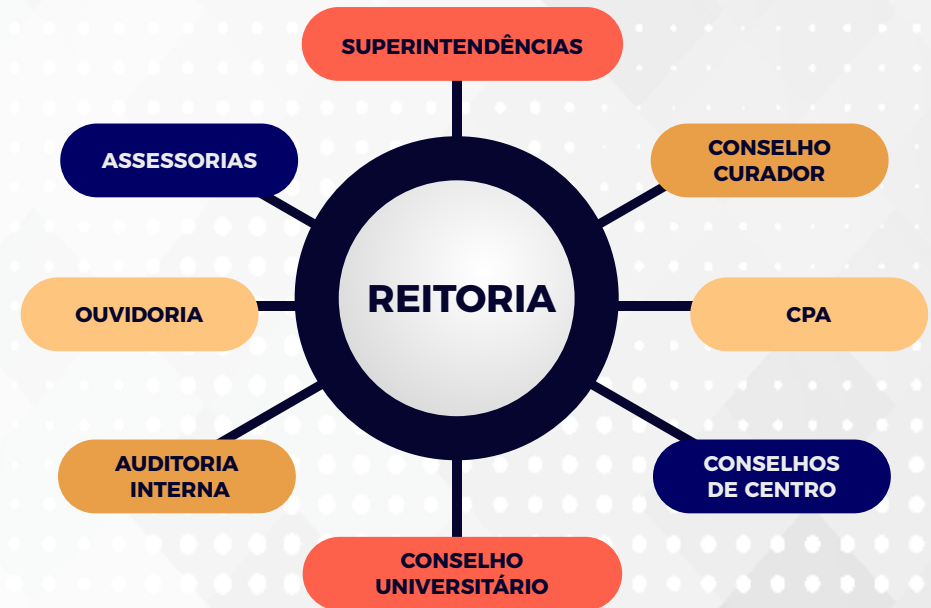 SUPERINTENDÊNCIAS
ASSESSORIAS
CONSELHO
CURADOR
OUVIDORIA
REITORIA
CPA
AUDITORIA
INTERNA
CONSELHOS
DE CENTRO
CONSELHO
UNIVERSITÁRIO